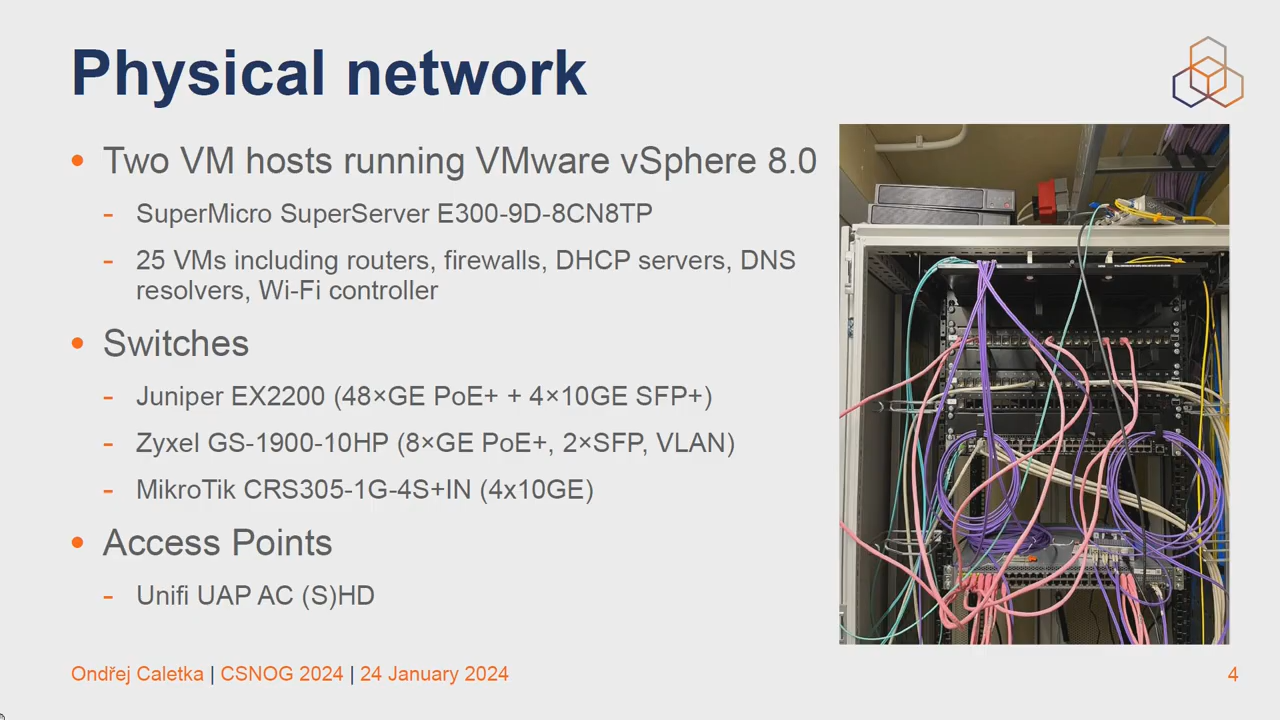 Physical network
• Two VM hosts running VMware vSphere 8.0
- SuperMicro SuperServer E300-9D-8CN8TP
- 25 VMs including routers, firewalls, DHCP servers, DNS
resolvers, Wi-Fi controller
• Switches
- Juniper EX2200 (48×GE PoE+ + 4×10GE SFP+)
- Zyxel GS-1900-10HP (8×GE PoE+, 2×SFP, VLAN)
- MikroTik CRS305-1G-4S+IN (4x10GE)
• Access Points
- Unifi UAP AC (S)HD
Ondřej Caletka | CSNOG 2024 | 24 January 2024
4